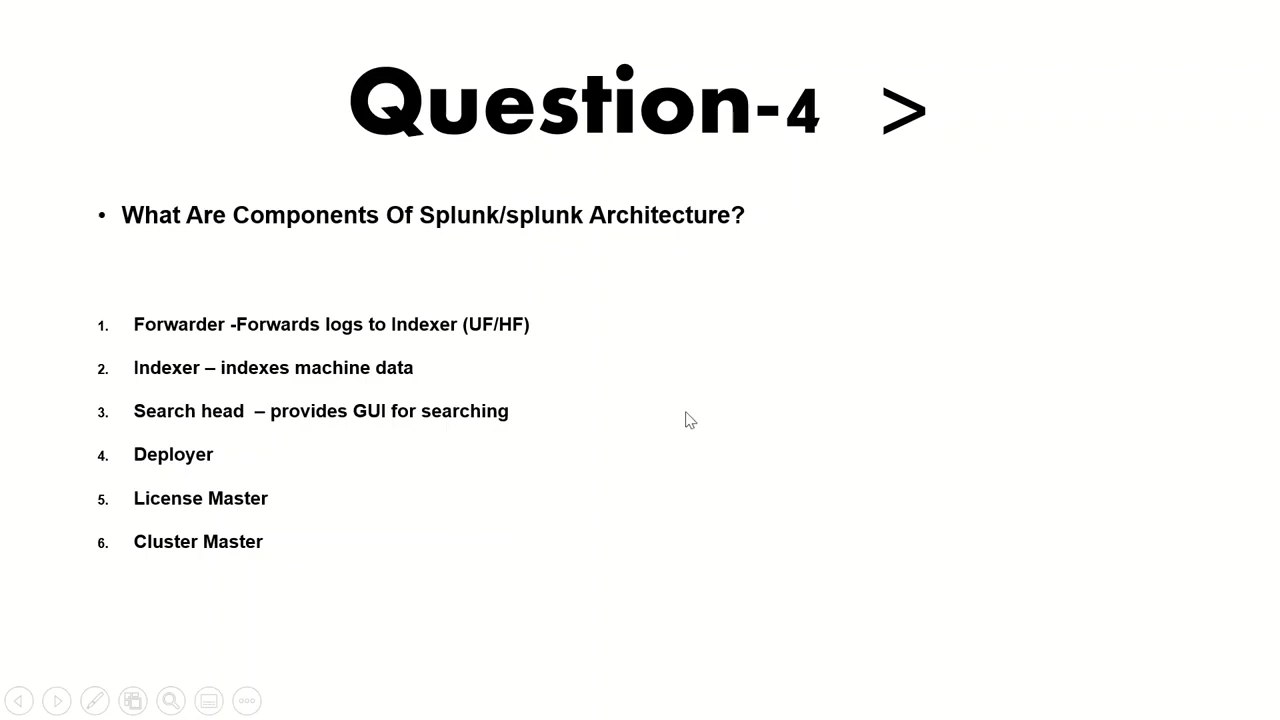 Question-4 >
• What Are Components Of Splunk/splunk Architecture?
1. Forwarder -Forwards logs to Indexer (UF/HF)
2. Indexer – indexes machine data
3. Search head – provides GUI for searching
4. Deployer
5. License Master
6. Cluster Master